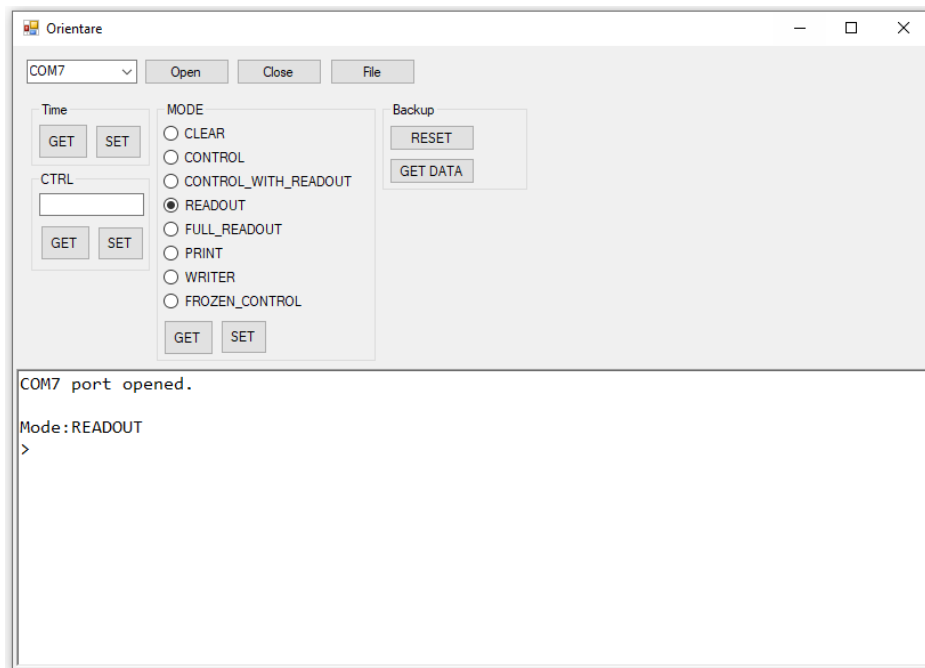 Orientare
COM7 Open Close File
Time
GET SET
CTRL
GET SET
MODE
CLEAR
CONTROL
CONTROL_WITH_READOUT
READOUT
FULL_READOUT
PRINT
WRITER
FROZEN_CONTROL
GET SET
Backup
RESET
GET DATA
COM7 port opened.
Mode:READOUT
>